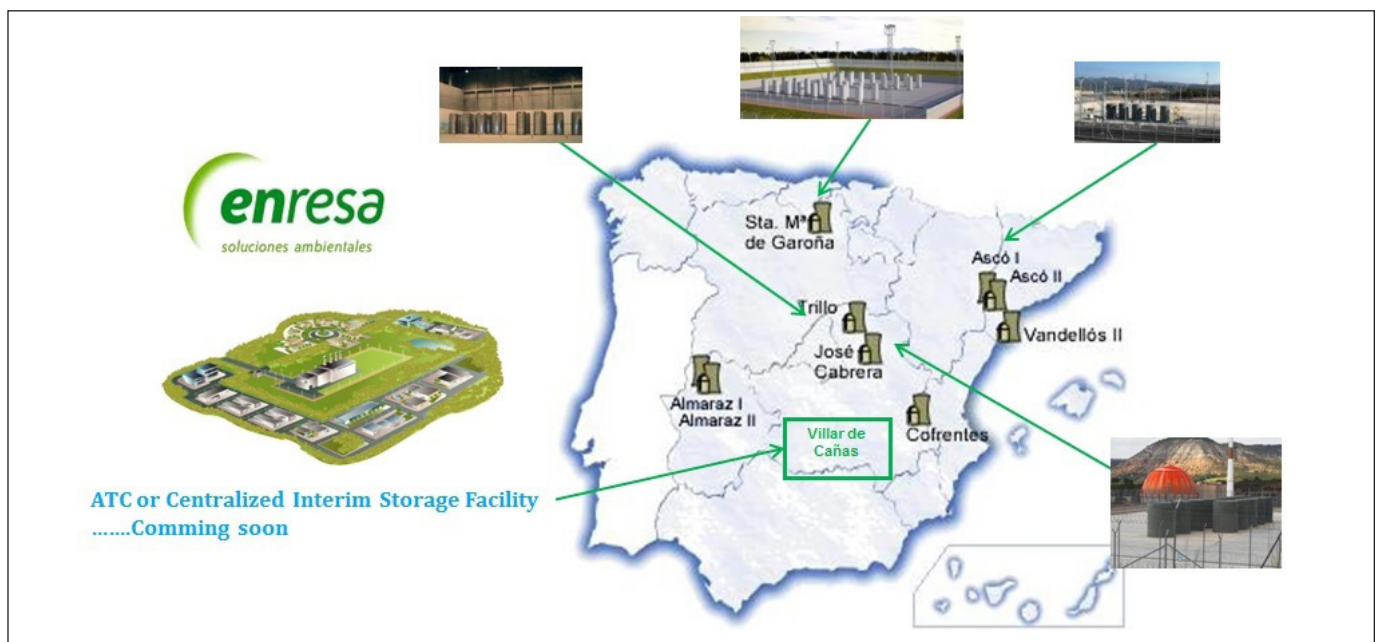 enresa
soluciones ambientales
Sta. Mª
de Garoña
Ascó I
Ascó II
Trillo
Vandellós II
José
Cabrera
Almaraz I
Almaraz II
Cofrentes
Villar de
Cañas
ATC or Centralized Interim Storage Facility
.......Comming soon